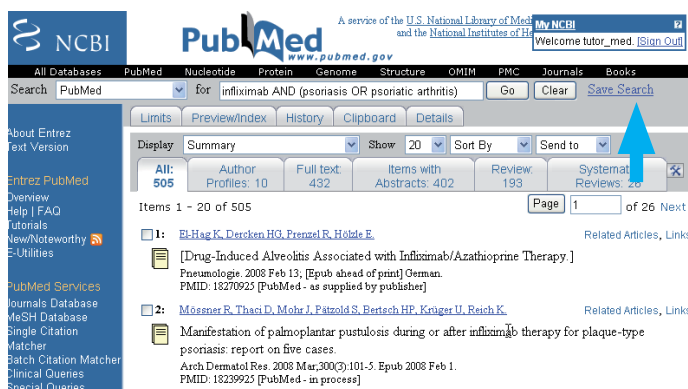 A service of the U.S. National Library of Medi
and the National Institutes of He
My NCBI
Welcome tutor_med. [Sign Out]
NCBI
PubMed
www.pubmed.gov
All Databases PubMed Nucleotide Protein Genome Structure OMIM PMC Journals Books
Search PubMed for infliximab AND (psoriasis OR psoriatic arthritis) Go Clear Save Search
Limits Preview/Index History Clipboard Details
About Entrez
Text Version
Display Summary Show 20 Sort By Send to
All: 505 Author Profiles: 10 Full text: 432 Items with Abstracts: 402 Review: 193 Systemat Reviews: 26
Entrez PubMed
Overview
Help | FAQ
Tutorials
New/Noteworthy
E-Utilities
Items 1 - 20 of 505 Page 1 of 26 Next
1: El-Hag K, Dercken HG, Prenzel R, Hölzle E. Related Articles, Links
[Drug-Induced Alveolitis Associated with Infliximab/Azathioprine Therapy.]
Pneumologie. 2008 Feb 13; [Epub ahead of print] German.
PMID: 18270925 [PubMed - as supplied by publisher]
PubMed Services
Journals Database
MeSH Database
Single Citation
Matcher
Batch Citation Matcher
Clinical Queries
Special Queries
2: Mössner R, Thaci D, Mohr J, Pätzold S, Bertsch HP, Krüger U, Reich K. Related Articles, Links
Manifestation of palmoplantar pustulosis during or after infliximab therapy for plaque-type
psoriasis: report on five cases.
Arch Dermatol Res. 2008 Mar;300(3):101-5. Epub 2008 Feb 1.
PMID: 18239925 [PubMed - in process]